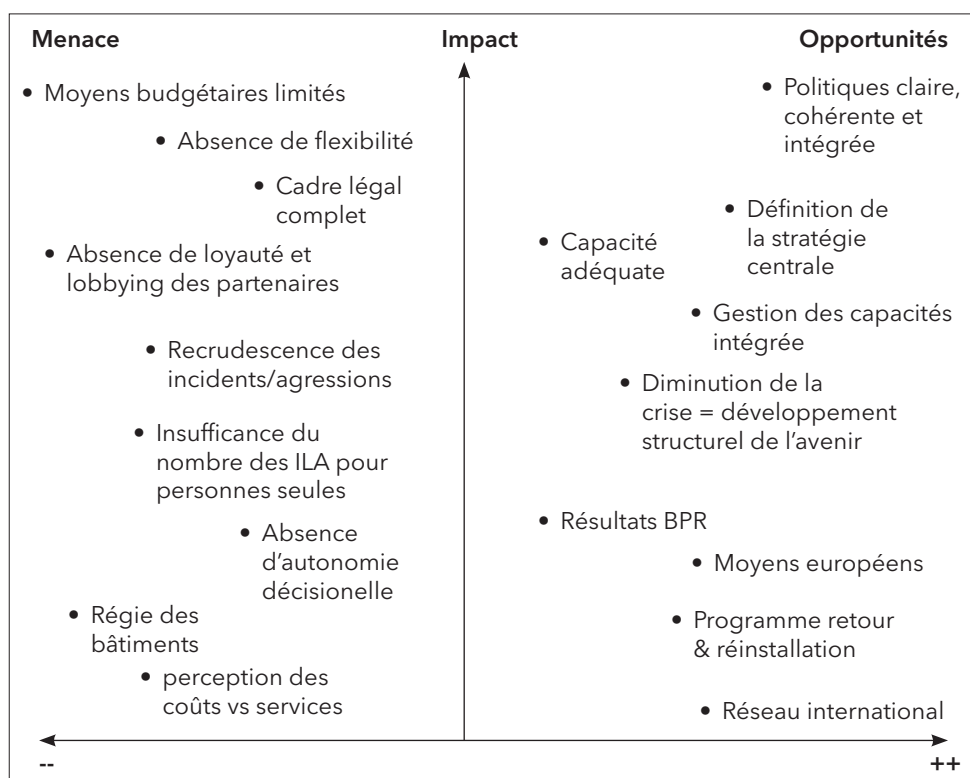 Menace
Impact
Opportunités
• Moyens budgétaires limités
• Absence de flexibilité
• Cadre légal
complet
• Absence de loyauté et
lobbying des partenaires
• Recrudescence des
incidents/agressions
• Insufficance du
nombre des ILA pour
personnes seules
• Absence
d'autonomie
décisionelle
• Régie des
bâtiments
• perception des
coûts vs services
• Politiques claire,
cohérente et
intégrée
• Définition de
la stratégie
centrale
• Capacité
adéquate
• Gestion des capacités
intégrée
• Diminution de la
crise = développement
structurel de l'avenir
• Résultats BPR
• Moyens européens
• Programme retour
& réinstallation
• Réseau international
--
++